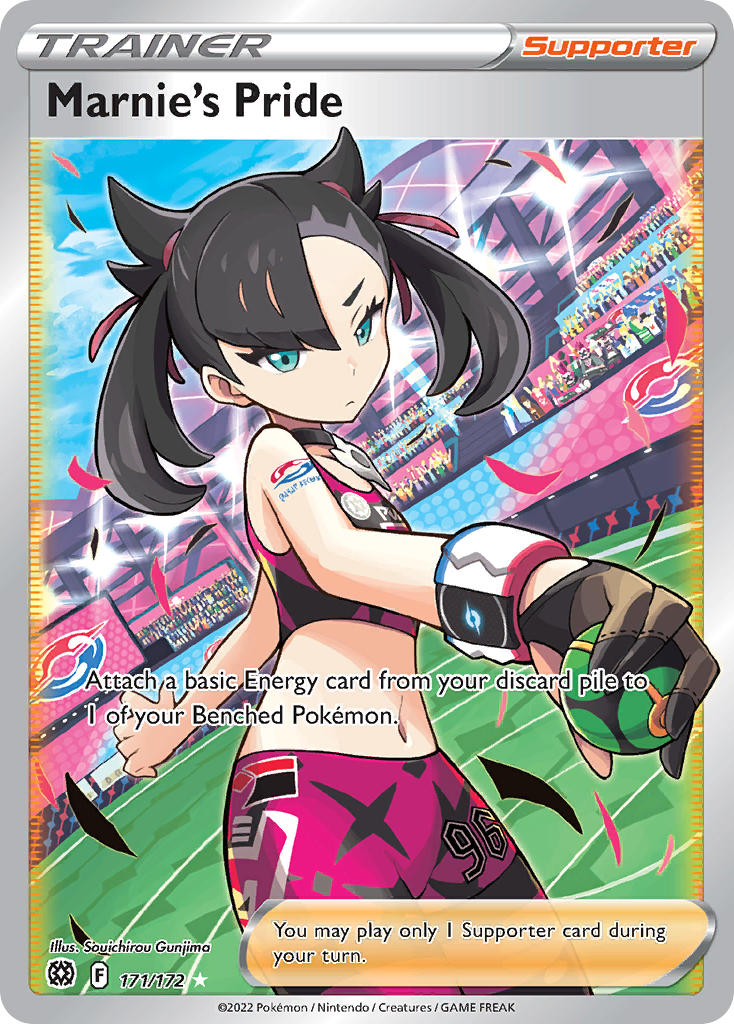 TRAINER
Supporter
Marnie's Pride
96
Attach a basic Energy card from your discard pile to
1 of your Benched Pokémon.
You may play only 1 Supporter card during
your turn.
Illus. Souichirou Gunjima
F 171/172
©2022 Pokémon / Nintendo / Creatures / GAME FREAK